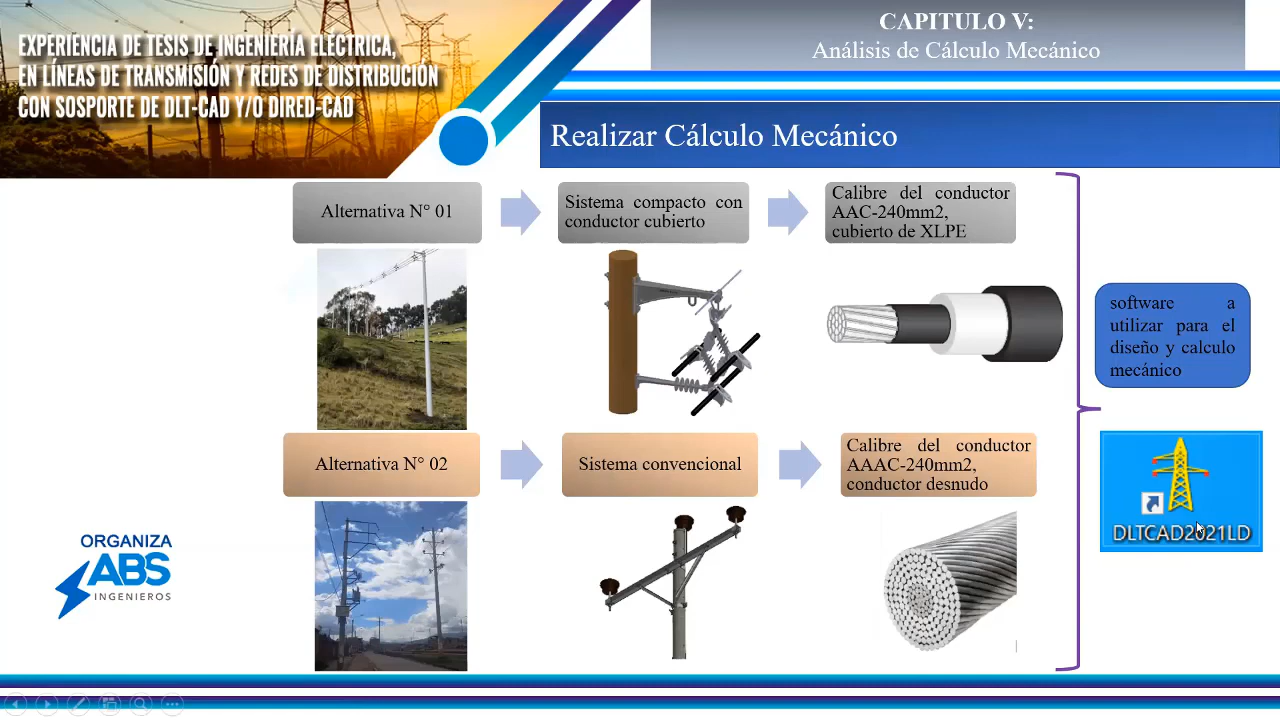 EXPERIENCIA DE TESIS DE INGENIERÍA ELÉCTRICA,
EN LÍNEAS DE TRANSMISIÓN Y REDES DE DISTRIBUCIÓN
CON SOSPORTE DE DLT-CAD Y/O DIRED-CAD
CAPITULO V:
Análisis de Cálculo Mecánico
Realizar Cálculo Mecánico
Alternativa N° 01
Sistema compacto con
conductor cubierto
Calibre del conductor
AAC-240mm2,
cubierto de XLPE
software a
utilizar para el
diseño y calculo
mecánico
Alternativa N° 02
Sistema convencional
Calibre del conductor
AAAC-240mm2,
conductor desnudo
DLTCAD2021LD
ORGANIZA
ABS
INGENIEROS